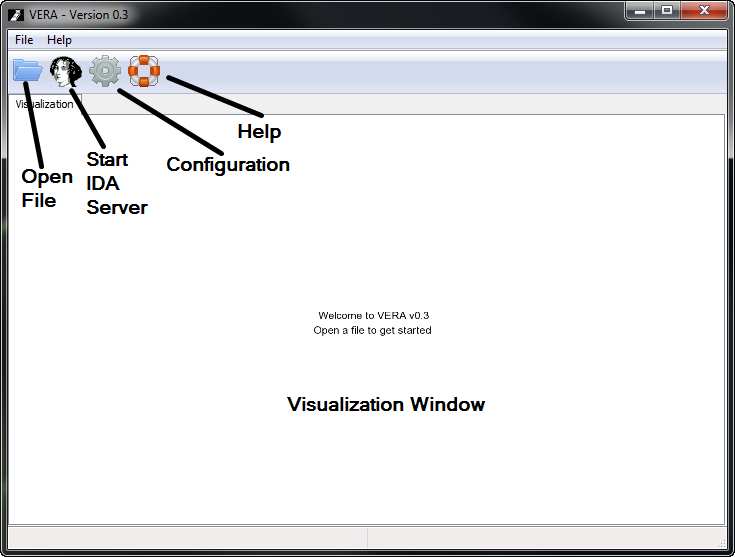 VERA - Version 0.3
File Help
Visualization
Help
Configuration
Start
IDA
Server
Open
File
Welcome to VERA v0.3
Open a file to get started
Visualization Window